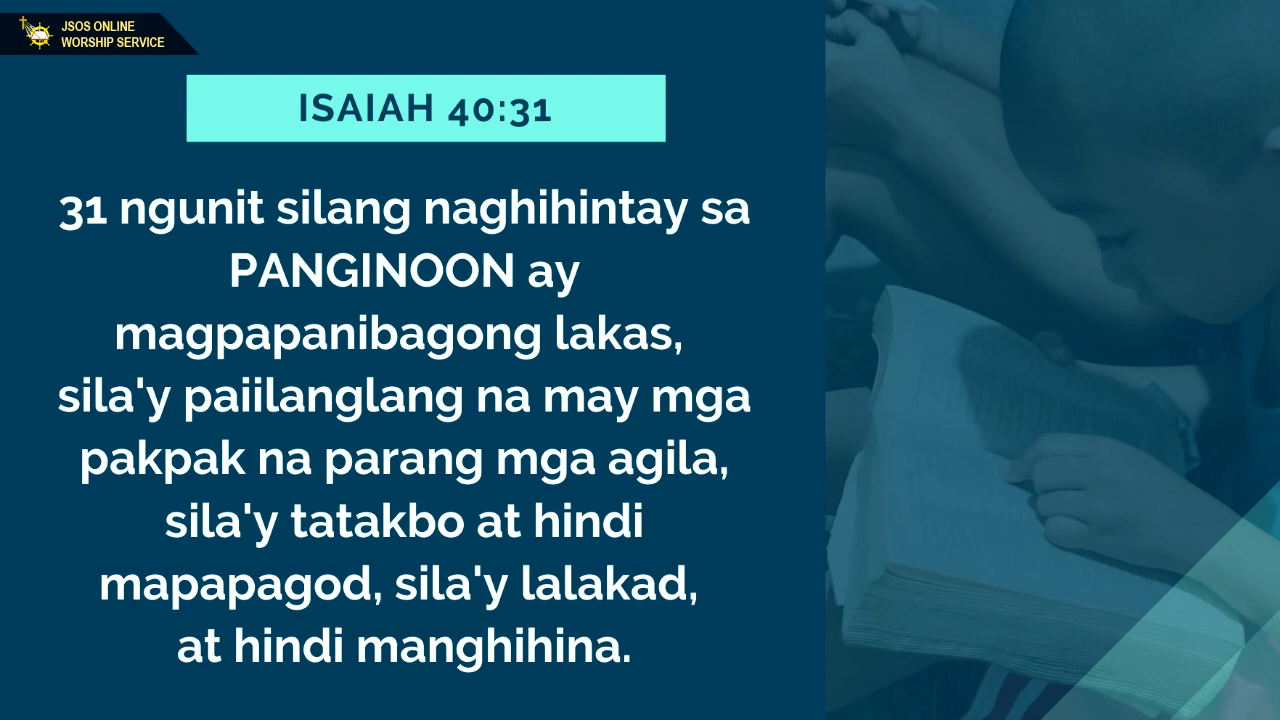 JSOS ONLINE
WORSHIP SERVICE
ISAIAH 40:31
31 ngunit silang naghihintay sa
PANGINOON ay
magpapanibagong lakas,
sila'y paiilanglang na may mga
pakpak na parang mga agila,
sila'y tatakbo at hindi
mapapagod, sila'y lalakad,
at hindi manghihina.